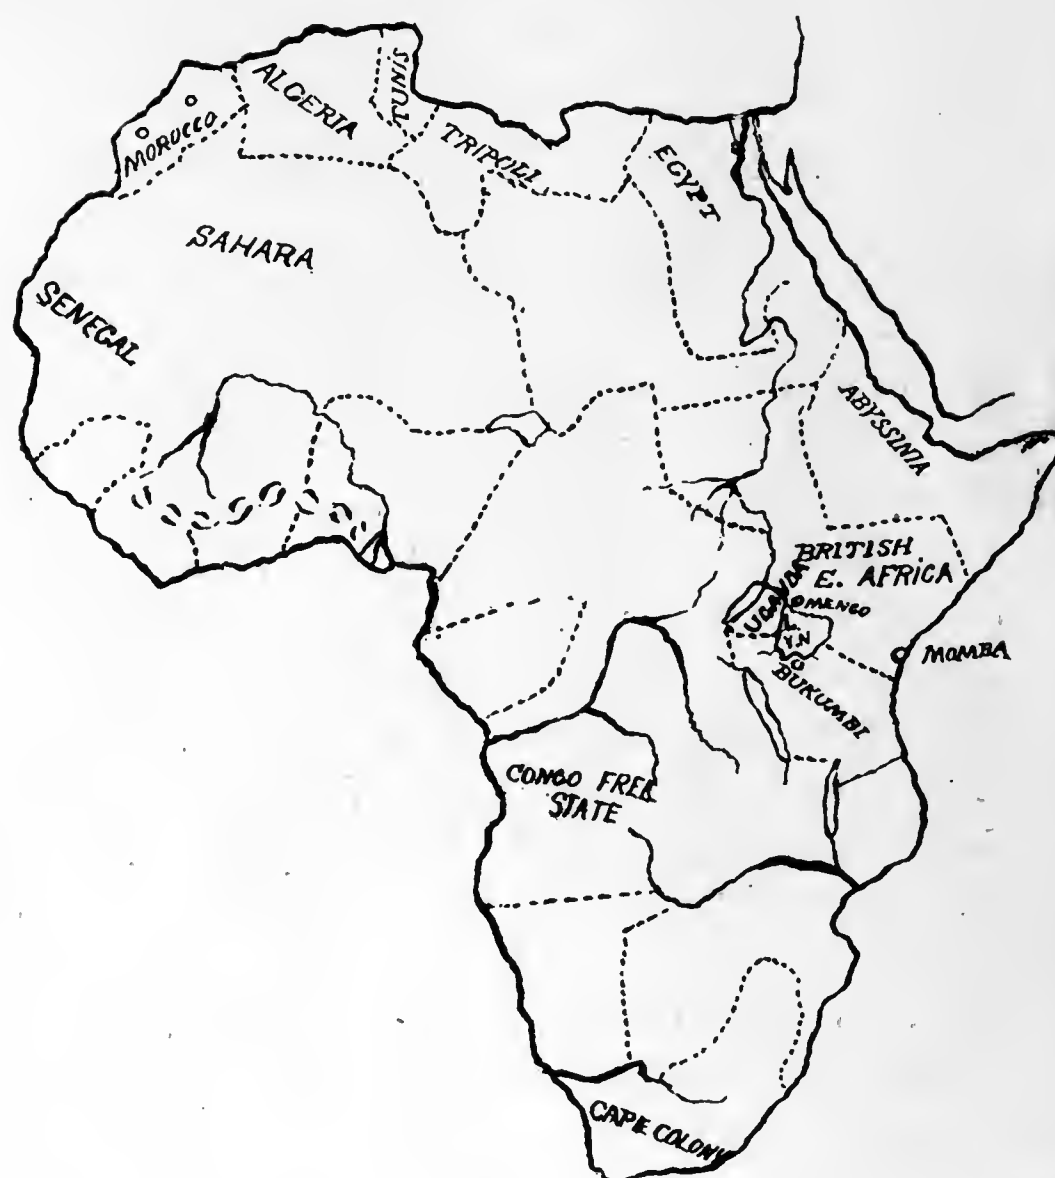 TUNIS
ALGERIA
MOROCCO
TRIPOLI
EGYPT
SAHARA
SENEGAL
ABYSSINIA
BRITISH
E. AFRICA
UGANDA
MENGO
L.
V.N
MOMBA
BUKUMBI
CONGO FREE
STATE
CAPE COLONY